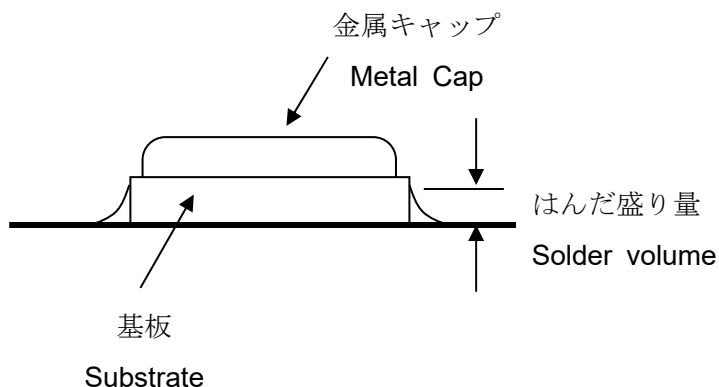 金属キャップ
Metal Cap
はんだ盛り量
Solder volume
基板
Substrate